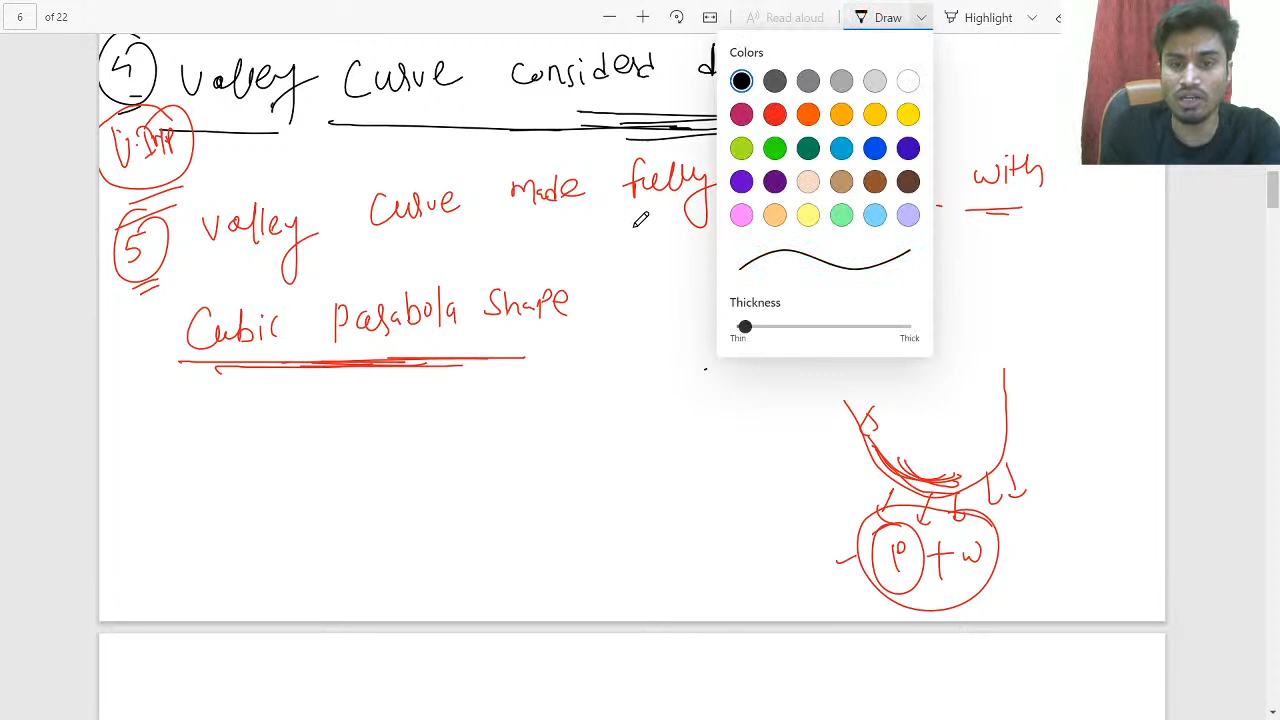 6 of 22
Read aloud
Draw
Highlight
Colors
4 Valley Curve considerd d
V.Imp
5 Valley Curve made fully with
Cubic parabola shape
Thickness
Thin Thick
P + w